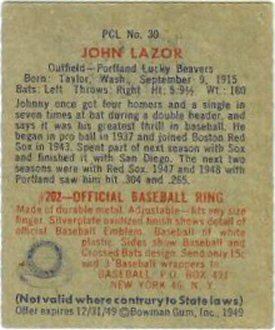 PCL No. 30
JOHN LAZOR
Outfield—Portland Lucky Beavers
Born: Taylor, Wash., September 9, 1915
Bats: Left Throws: Right Ht: 5:9½ Wt: 180
Johnny once got four homers and a single in
seven times at bat during a double header, and
says it was his greatest thrill in baseball. He
began in pro ball in 1937 and joined Boston Red
Sox in 1943. Spent part of next season with Sox
and finished it with San Diego. The next two
seasons were with Red Sox. 1947 and 1948 with
Portland saw him hit .304 and .265.
#202-OFFICIAL BASEBALL RING
Made of durable metal. Adjustable—fits any size
finger. Silverplate oxidized finish shows detail
of official Baseball Emblem. Baseball of white
plastic. Sides show Baseball and
Crossed Bats design. Send only
15¢ and 3 Baseball wrappers to
BASEBALL P.O. BOX 421
NEW YORK 46, N. Y.
(Not valid where contrary to State laws)
Offer expires 12/31/49 ©Bowman Gum, Inc., 1949